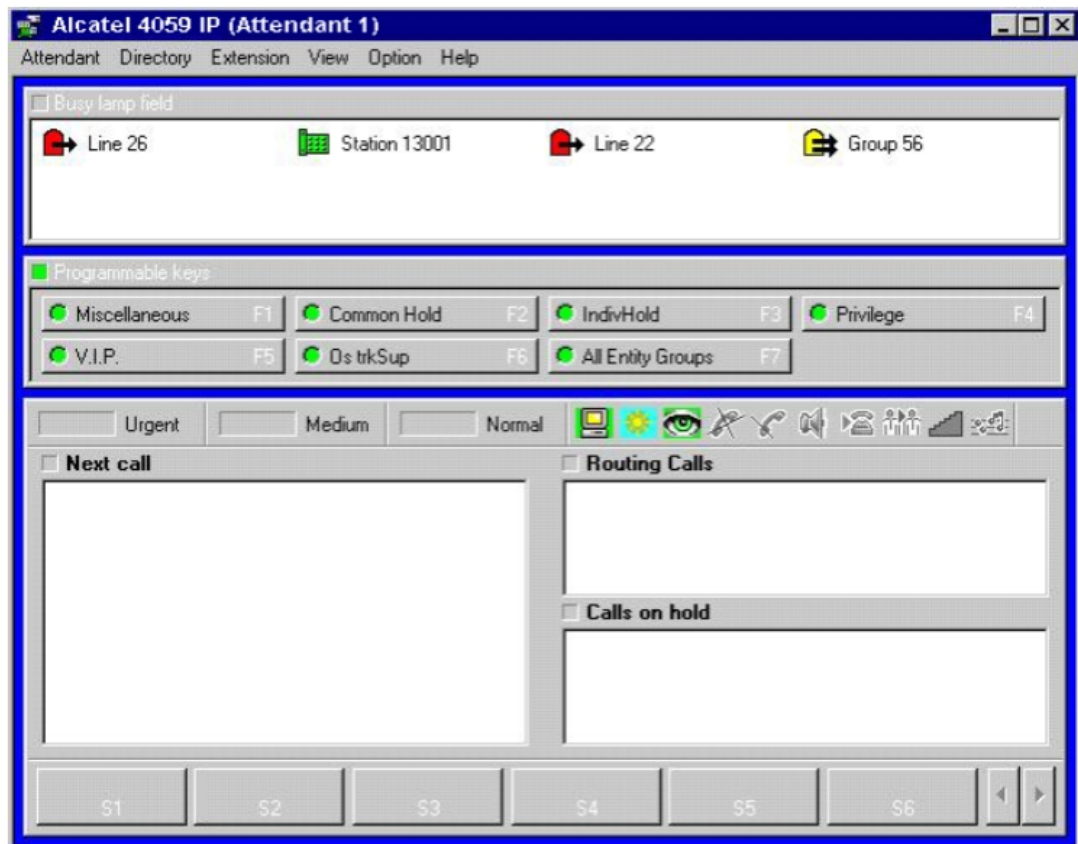 Alcatel 4059 IP (Attendant 1)
Attendant Directory Extension View Option Help
Busy lamp field
Line 26 Station 13001 Line 22 Group 56
Programmable keys
Miscellaneous F1 Common Hold F2 IndivHold F3 Privilege F4
V.I.P. F5 Os trkSup F6 All Entity Groups F7
Urgent Medium Normal
Next call
Routing Calls
Calls on hold
S1 S2 S3 S4 S5 S6